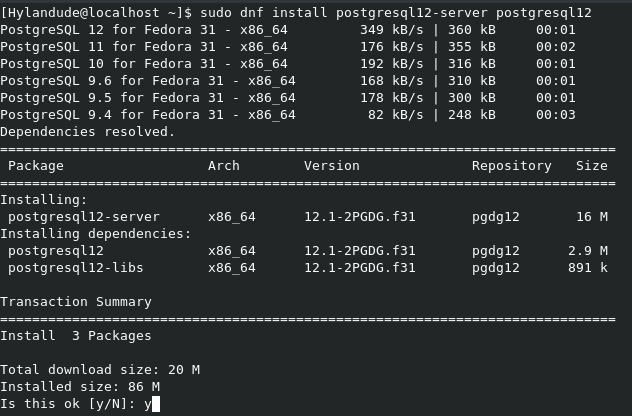 [Hylandude@localhost ~]$ sudo dnf install postgresql12-server postgresql12
PostgreSQL 12 for Fedora 31 - x86_64         349 kB/s | 360 kB     00:01
PostgreSQL 11 for Fedora 31 - x86_64         176 kB/s | 355 kB     00:02
PostgreSQL 10 for Fedora 31 - x86_64         192 kB/s | 316 kB     00:01
PostgreSQL 9.6 for Fedora 31 - x86_64        168 kB/s | 310 kB     00:01
PostgreSQL 9.5 for Fedora 31 - x86_64        178 kB/s | 300 kB     00:01
PostgreSQL 9.4 for Fedora 31 - x86_64         82 kB/s | 248 kB     00:03
Dependencies resolved.
=============================================================================
 Package                  Arch        Version              Repository   Size
=============================================================================
Installing:
 postgresql12-server      x86_64      12.1-2PGDG.f31       pgdg12       16 M
Installing dependencies:
 postgresql12             x86_64      12.1-2PGDG.f31       pgdg12      2.9 M
 postgresql12-libs        x86_64      12.1-2PGDG.f31       pgdg12      891 k

Transaction Summary
=============================================================================
Install  3 Packages

Total download size: 20 M
Installed size: 86 M
Is this ok [y/N]: y